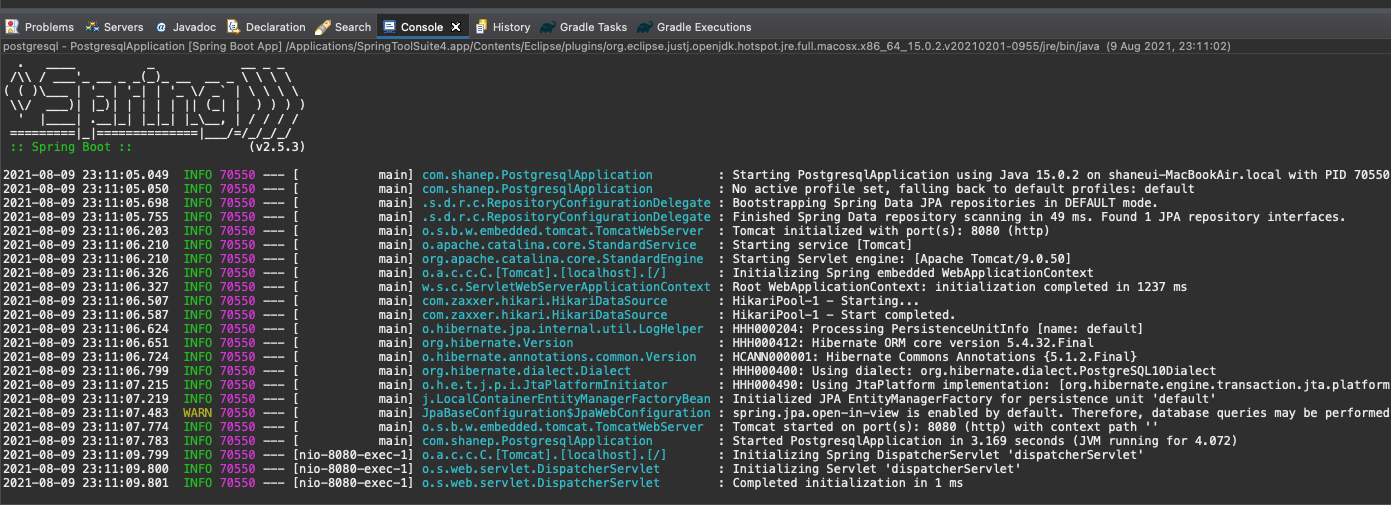 Problems Servers @ Javadoc Declaration Search Console History Gradle Tasks Gradle Executions
postgresql - PostgresqlApplication [Spring Boot App] /Applications/SpringToolSuite4.app/Contents/Eclipse/plugins/org.eclipse.justj.openjdk.hotspot.jre.full.macosx.x86_64_15.0.2.v20210201-0955/jre/bin/java (9 Aug 2021, 23:11:02)
  .   ____          _            __ _ _
 /\\ / ___'_ __ _ _(_)_ __  __ _ \ \ \ \
( ( )\___ | '_ | '_| | '_ \/ _` | \ \ \ \
 \\/  ___)| |_)| | | | | || (_| |  ) ) ) )
  '  |____| .__|_| |_|_| |_\__, | / / / /
 =========|_|==============|___/=/_/_/_/
 :: Spring Boot ::                (v2.5.3)
2021-08-09 23:11:05.049  INFO 70550 --- [           main] com.shanep.PostgresqlApplication         : Starting PostgresqlApplication using Java 15.0.2 on shaneui-MacBookAir.local with PID 70550
2021-08-09 23:11:05.050  INFO 70550 --- [           main] com.shanep.PostgresqlApplication         : No active profile set, falling back to default profiles: default
2021-08-09 23:11:05.698  INFO 70550 --- [           main] .s.d.r.c.RepositoryConfigurationDelegate : Bootstrapping Spring Data JPA repositories in DEFAULT mode.
2021-08-09 23:11:05.755  INFO 70550 --- [           main] .s.d.r.c.RepositoryConfigurationDelegate : Finished Spring Data repository scanning in 49 ms. Found 1 JPA repository interfaces.
2021-08-09 23:11:06.203  INFO 70550 --- [           main] o.s.b.w.embedded.tomcat.TomcatWebServer  : Tomcat initialized with port(s): 8080 (http)
2021-08-09 23:11:06.210  INFO 70550 --- [           main] o.apache.catalina.core.StandardService   : Starting service [Tomcat]
2021-08-09 23:11:06.210  INFO 70550 --- [           main] org.apache.catalina.core.StandardEngine  : Starting Servlet engine: [Apache Tomcat/9.0.50]
2021-08-09 23:11:06.326  INFO 70550 --- [           main] o.a.c.c.C.[Tomcat].[localhost].[/]       : Initializing Spring embedded WebApplicationContext
2021-08-09 23:11:06.327  INFO 70550 --- [           main] w.s.c.ServletWebServerApplicationContext : Root WebApplicationContext: initialization completed in 1237 ms
2021-08-09 23:11:06.507  INFO 70550 --- [           main] com.zaxxer.hikari.HikariDataSource       : HikariPool-1 - Starting...
2021-08-09 23:11:06.587  INFO 70550 --- [           main] com.zaxxer.hikari.HikariDataSource       : HikariPool-1 - Start completed.
2021-08-09 23:11:06.624  INFO 70550 --- [           main] o.hibernate.jpa.internal.util.LogHelper  : HHH000204: Processing PersistenceUnitInfo [name: default]
2021-08-09 23:11:06.651  INFO 70550 --- [           main] org.hibernate.Version                    : HHH000412: Hibernate ORM core version 5.4.32.Final
2021-08-09 23:11:06.724  INFO 70550 --- [           main] o.hibernate.annotations.common.Version   : HCANN000001: Hibernate Commons Annotations {5.1.2.Final}
2021-08-09 23:11:06.799  INFO 70550 --- [           main] org.hibernate.dialect.Dialect            : HHH000400: Using dialect: org.hibernate.dialect.PostgreSQL10Dialect
2021-08-09 23:11:07.215  INFO 70550 --- [           main] o.h.e.t.j.p.i.JtaPlatformInitiator       : HHH000490: Using JtaPlatform implementation: [org.hibernate.engine.transaction.jta.platform
2021-08-09 23:11:07.219  INFO 70550 --- [           main] j.LocalContainerEntityManagerFactoryBean : Initialized JPA EntityManagerFactory for persistence unit 'default'
2021-08-09 23:11:07.483  WARN 70550 --- [           main] JpaBaseConfiguration$JpaWebConfiguration : spring.jpa.open-in-view is enabled by default. Therefore, database queries may be performed
2021-08-09 23:11:07.774  INFO 70550 --- [           main] o.s.b.w.embedded.tomcat.TomcatWebServer  : Tomcat started on port(s): 8080 (http) with context path ''
2021-08-09 23:11:07.783  INFO 70550 --- [           main] com.shanep.PostgresqlApplication         : Started PostgresqlApplication in 3.169 seconds (JVM running for 4.072)
2021-08-09 23:11:09.799  INFO 70550 --- [nio-8080-exec-1] o.a.c.c.C.[Tomcat].[localhost].[/]       : Initializing Spring DispatcherServlet 'dispatcherServlet'
2021-08-09 23:11:09.800  INFO 70550 --- [nio-8080-exec-1] o.s.web.servlet.DispatcherServlet        : Initializing Servlet 'dispatcherServlet'
2021-08-09 23:11:09.801  INFO 70550 --- [nio-8080-exec-1] o.s.web.servlet.DispatcherServlet        : Completed initialization in 1 ms